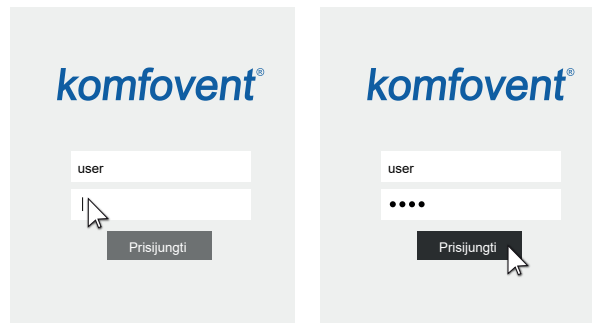 komfovent®
user
Prisijungti
komfovent®
user
••••
Prisijungti